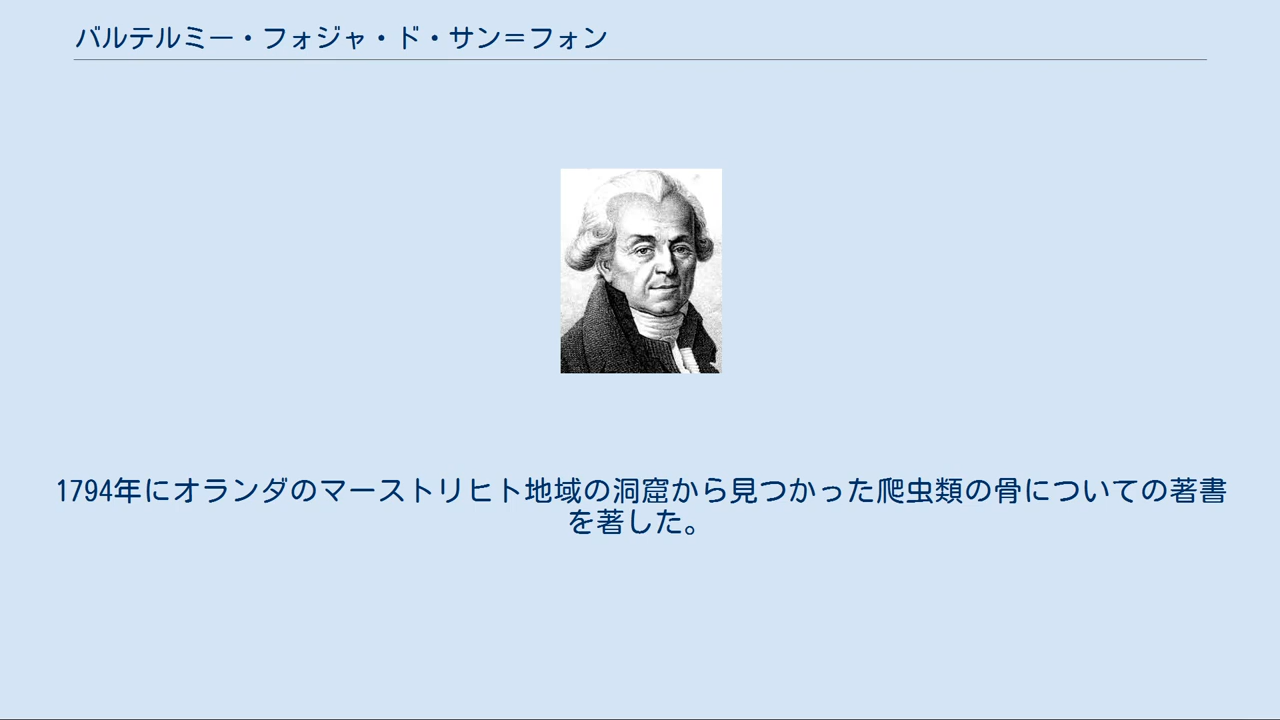 バルテルミー・フォジャ・ド・サン＝フォン
1794年にオランダのマーストリヒト地域の洞窟から見つかった爬虫類の骨についての著書
を著した。